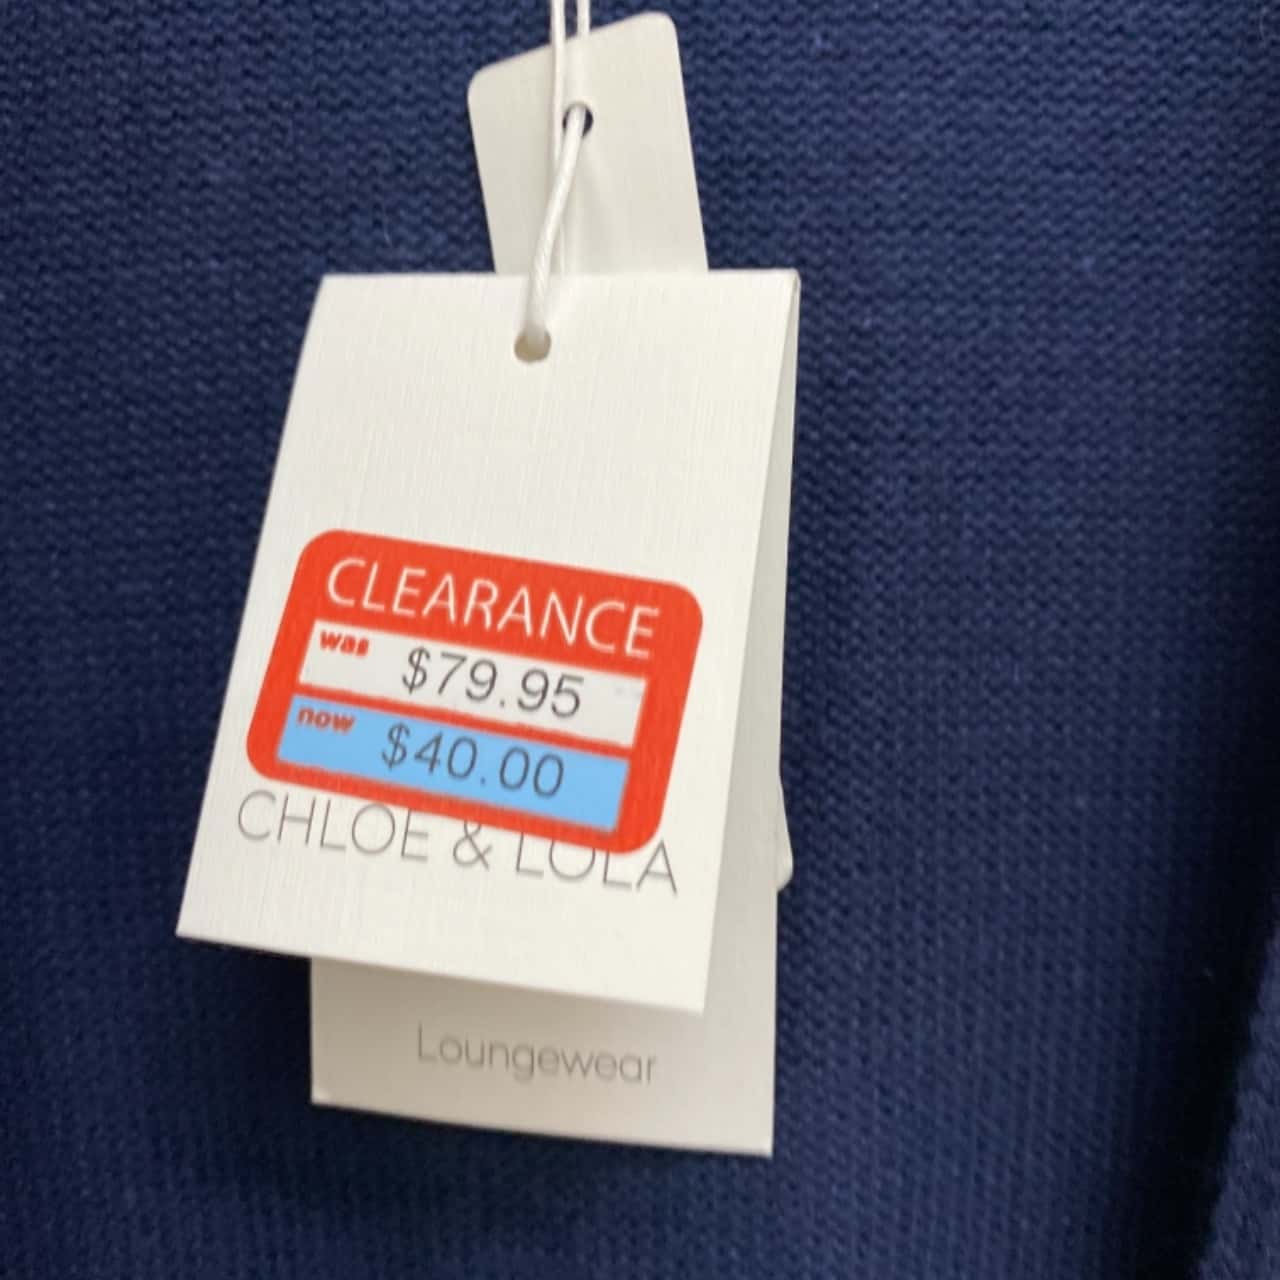 CLEARANCE
was $79.95
now $40.00
CHLOE & LOLA
Loungewear